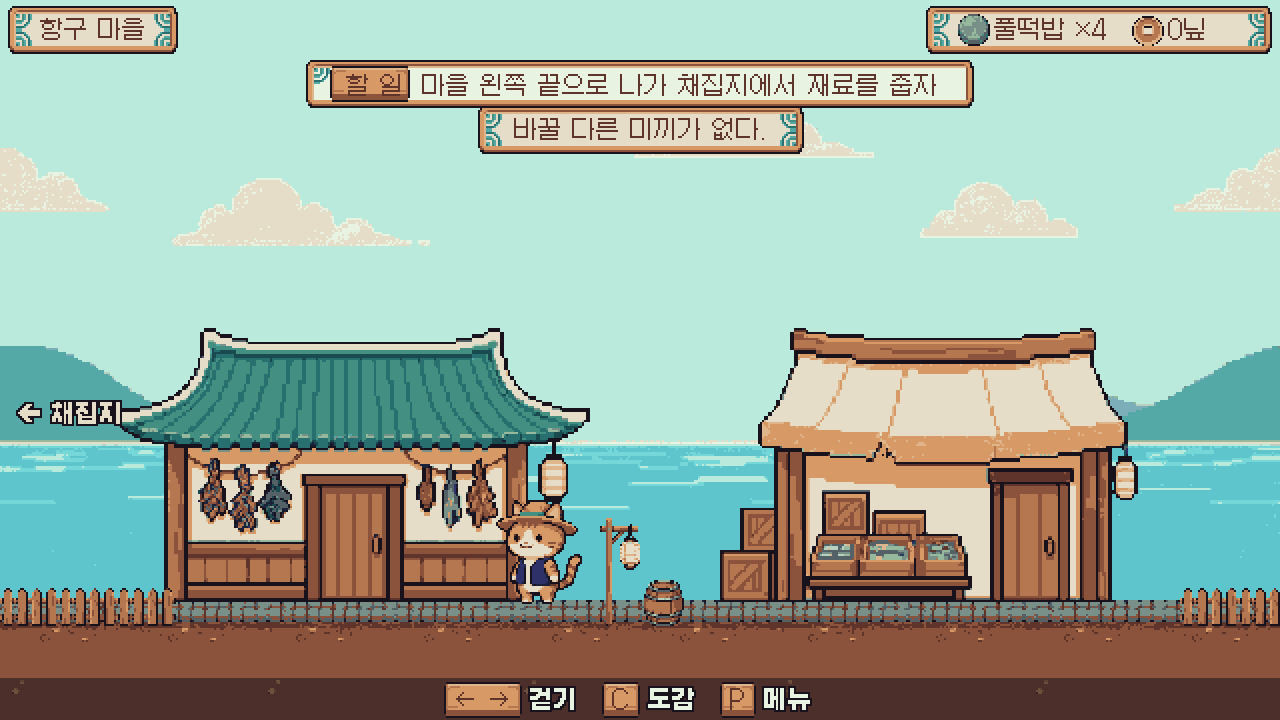 항구 마을
풀떡밥 ×4 0닢
할 일 마을 왼쪽 끝으로 나가 채집지에서 재료를 줍자
바꿀 다른 미끼가 없다.
← 채집지
← → 걷기 C 도감 P 메뉴